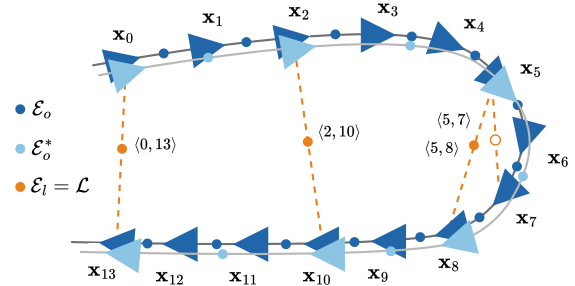 x₀
x₁
x₂
x₃
x₄
x₅
x₆
x₇
x₈
x₉
x₁₀
x₁₁
x₁₂
x₁₃
ℰₒ
ℰₒ*
ℰₗ = ℒ
⟨0, 13⟩
⟨2, 10⟩
⟨5, 7⟩
⟨5, 8⟩